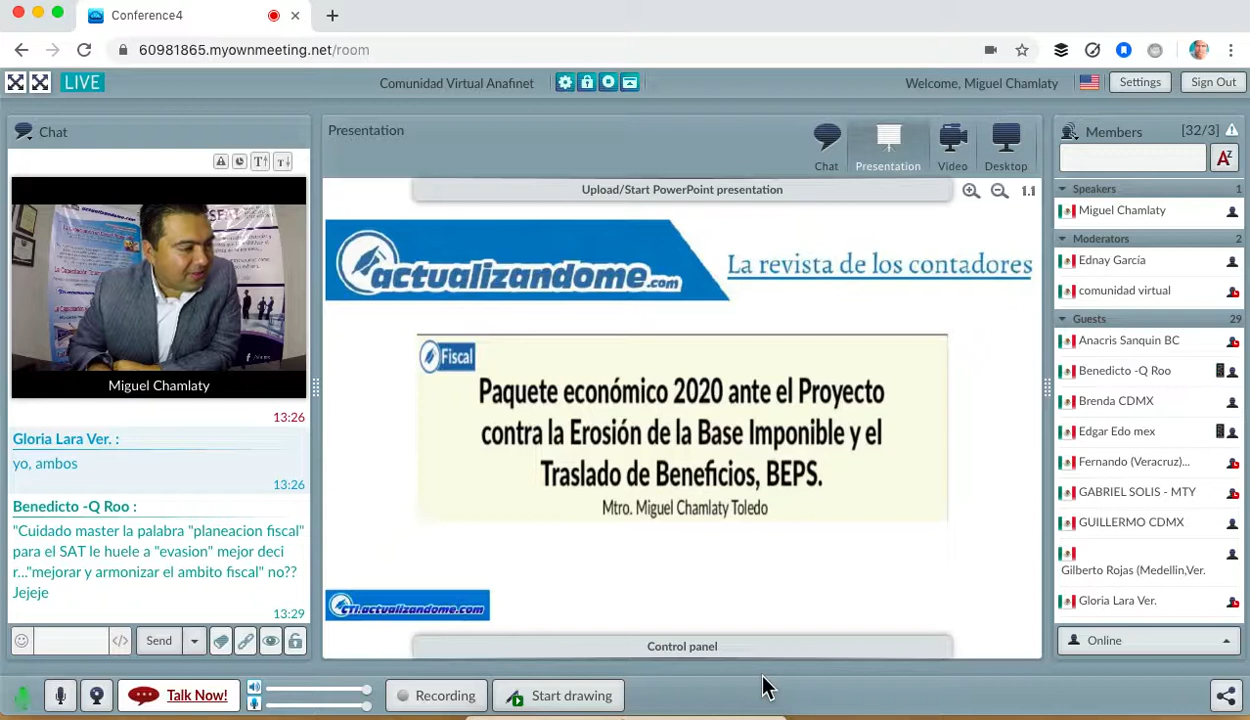 Conference4
60981865.myownmeeting.net/room
LIVE
Comunidad Virtual Anafinet
Welcome, Miguel Chamlaty
Settings
Sign Out
Chat
Miguel Chamlaty
13:26
Gloria Lara Ver. :
yo, ambos
13:26
Benedicto -Q Roo :
"Cuidado master la palabra "planeacion fiscal"
para el SAT le huele a "evasion" mejor deci
r..."mejorar y armonizar el ambito fiscal" no??
Jejeje
13:29
Send
Presentation
Chat
Presentation
Video
Desktop
Upload/Start PowerPoint presentation
1.1
actualizandome.com
La revista de los contadores
Fiscal
Paquete económico 2020 ante el Proyecto
contra la Erosión de la Base Imponible y el
Traslado de Beneficios, BEPS.
Mtro. Miguel Chamlaty Toledo
CTI.actualizandome.com
Control panel
Members
[32/3]
Speakers 1
Miguel Chamlaty
Moderators 2
Ednay García
comunidad virtual
Guests 29
Anacris Sanquin BC
Benedicto -Q Roo
Brenda CDMX
Edgar Edo mex
Fernando (Veracruz)...
GABRIEL SOLIS - MTY
GUILLERMO CDMX
Gilberto Rojas (Medellin,Ver.
Gloria Lara Ver.
Online
Talk Now!
Recording
Start drawing